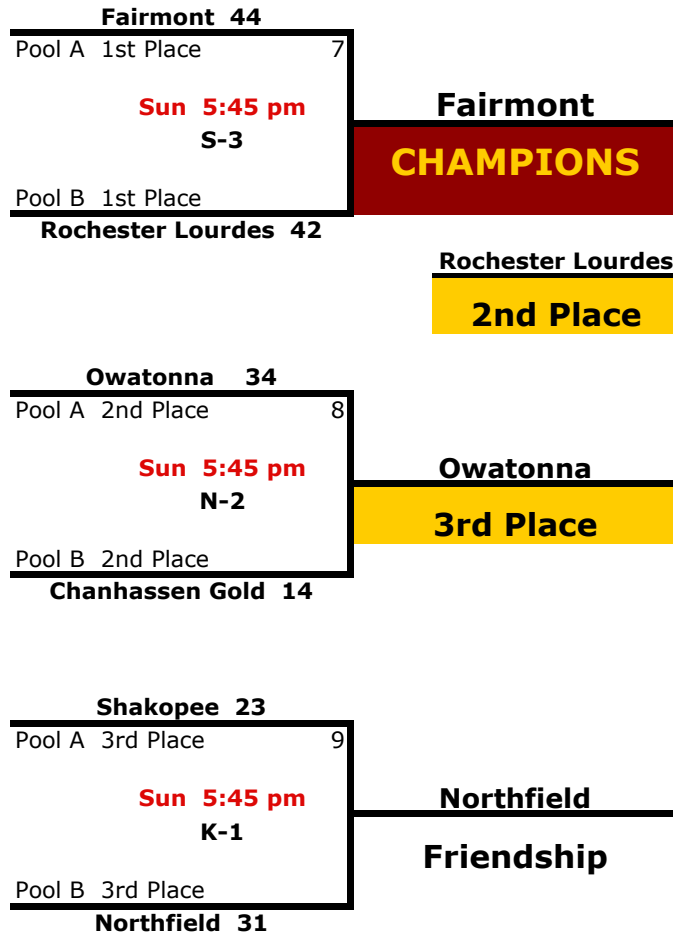 Fairmont 44
Pool A 1st Place 7
Sun 5:45 pm
S-3
Fairmont
CHAMPIONS
Pool B 1st Place
Rochester Lourdes 42
Rochester Lourdes
2nd Place
Owatonna 34
Pool A 2nd Place 8
Sun 5:45 pm
N-2
Owatonna
3rd Place
Pool B 2nd Place
Chanhassen Gold 14
Shakopee 23
Pool A 3rd Place 9
Sun 5:45 pm
K-1
Northfield
Friendship
Pool B 3rd Place
Northfield 31